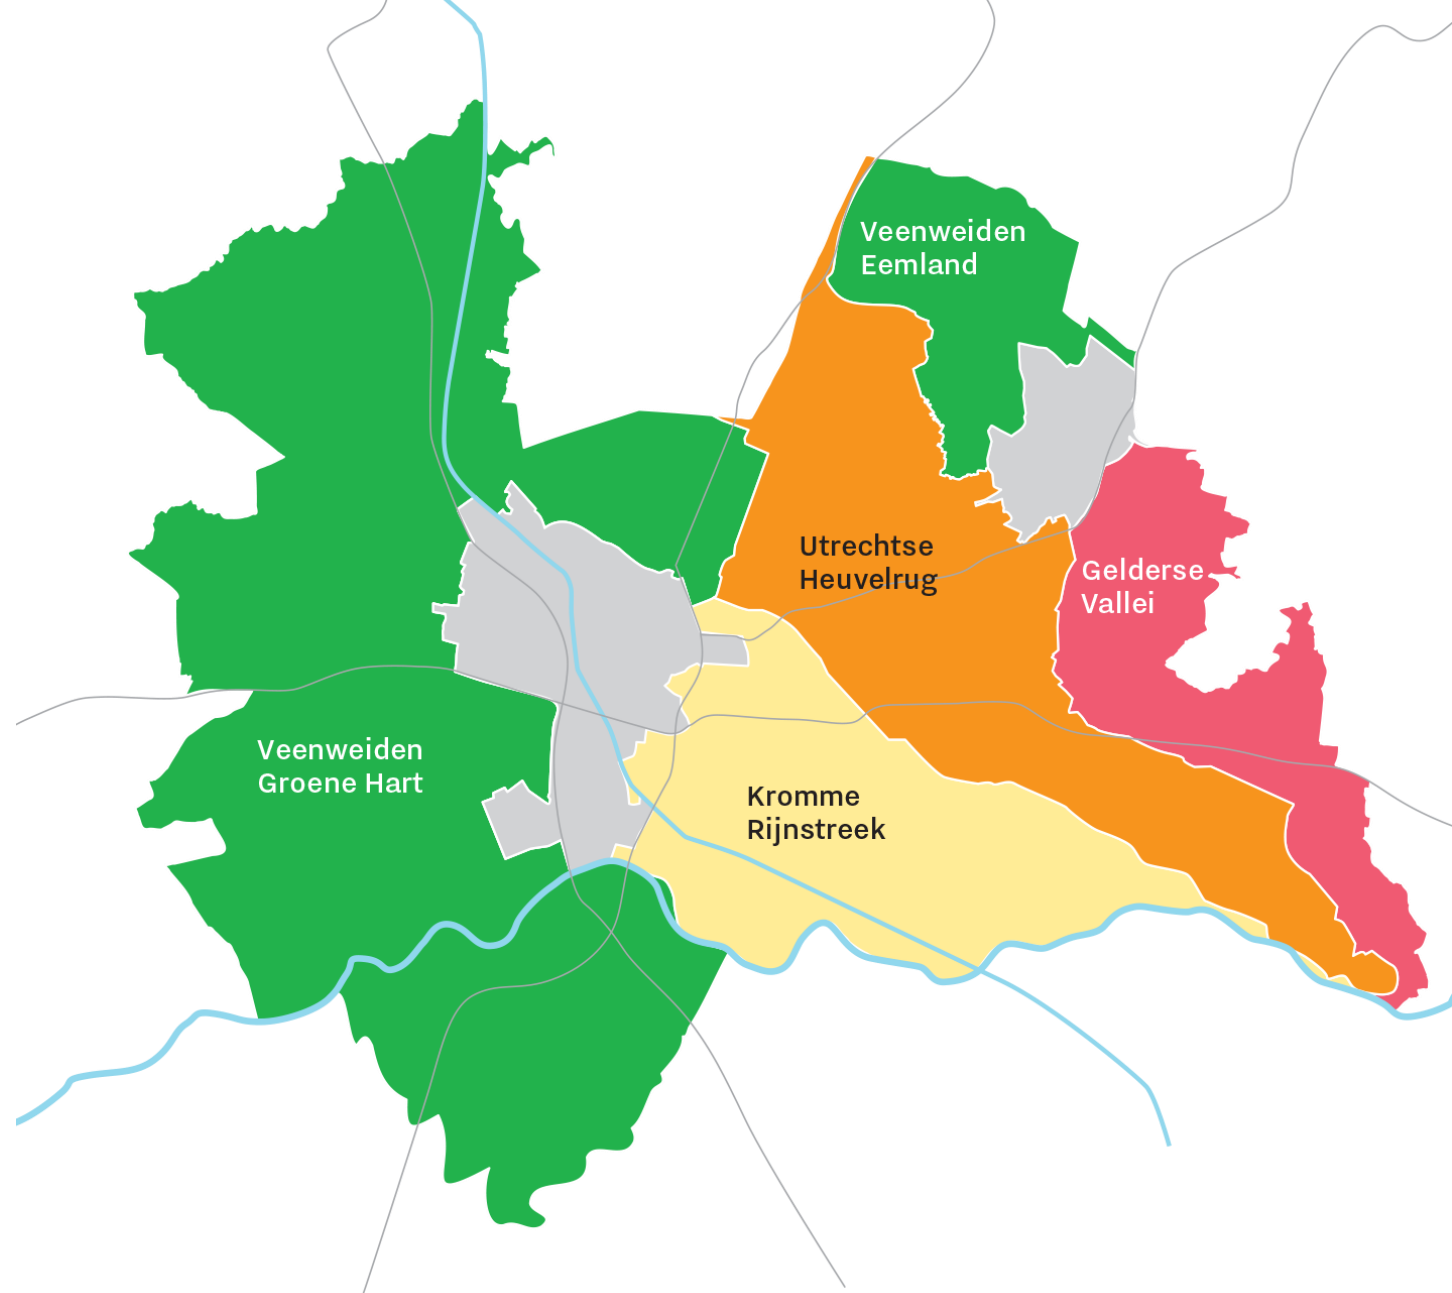 Veenweiden
Eemland
Utrechtse
Heuvelrug
Gelderse
Vallei
Veenweiden
Groene Hart
Kromme
Rijnstreek